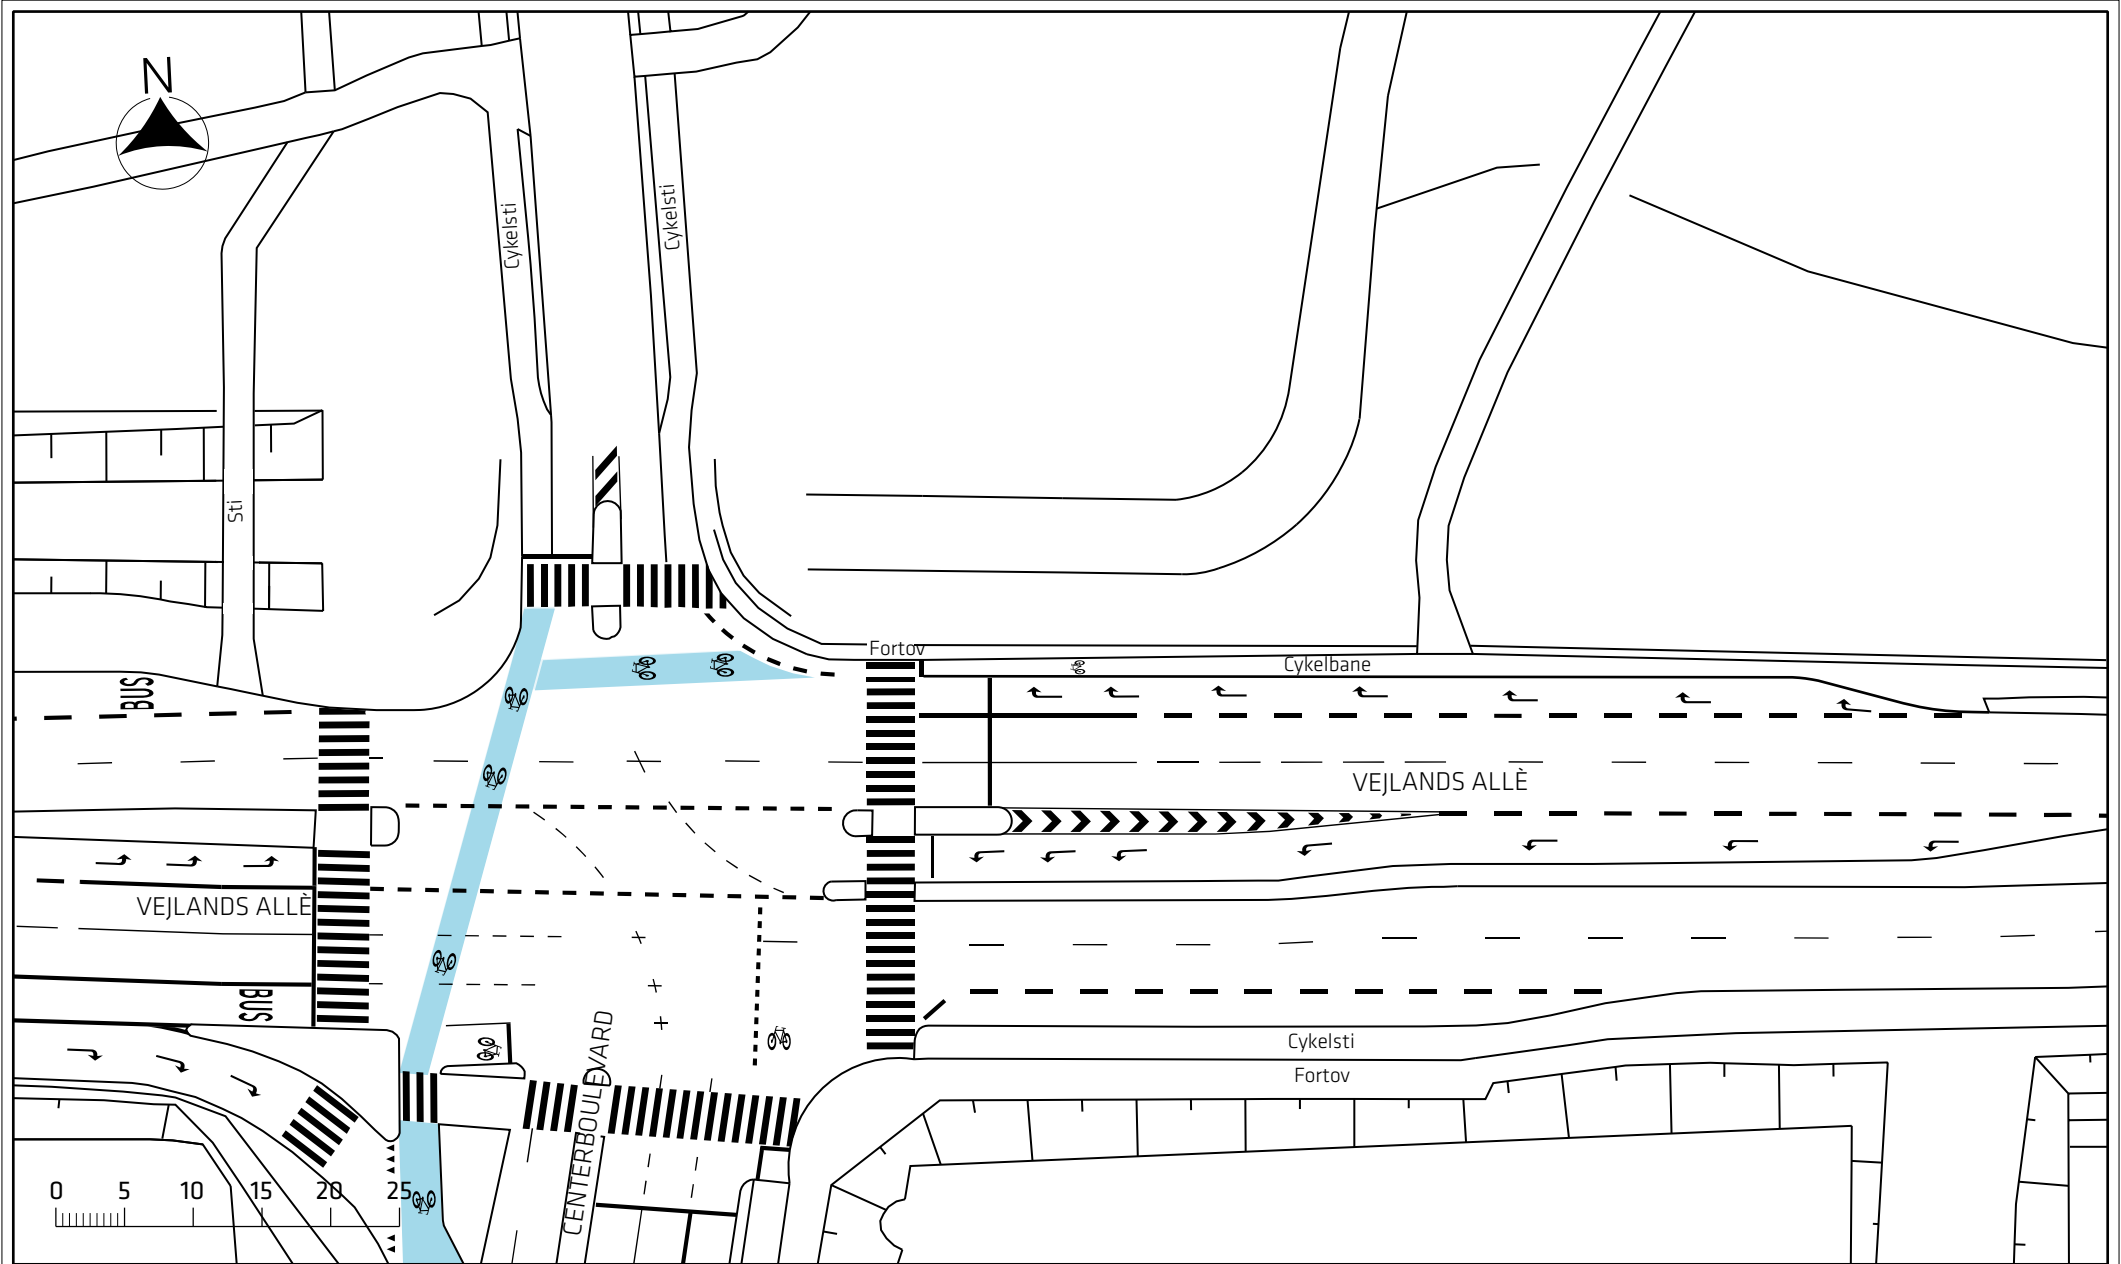 N
Cykelsti
Cykelsti
Sti
Fortov
Cykelbane
BUS
VEJLANDS ALLÈ
VEJLANDS ALLÈ
BUS
CENTERBOULEVARD
Cykelsti
Fortov
0 5 10 15 20 25